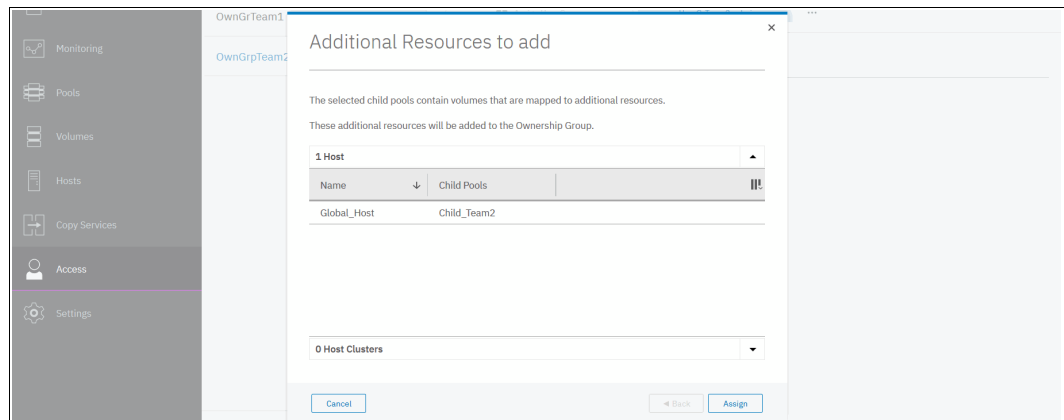 OwnGrTeam1
...
Monitoring
OwnGrpTeam2
Pools
Volumes
Hosts
Copy Services
Access
Settings
Additional Resources to add
The selected child pools contain volumes that are mapped to additional resources.
These additional resources will be added to the Ownership Group.
1 Host
Name Child Pools
Global_Host Child_Team2
0 Host Clusters
Cancel Back Assign